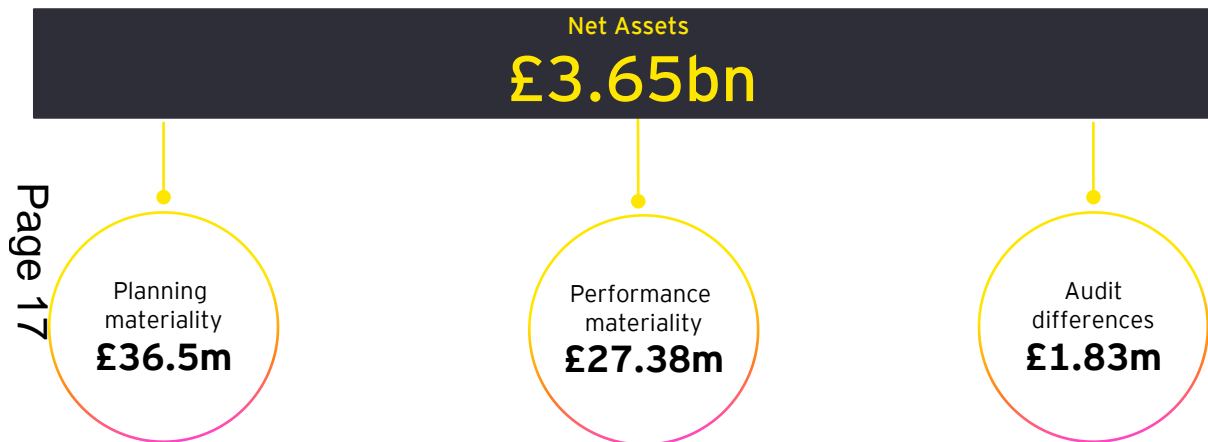 Net Assets
£3.65bn
Page 17
Planning
materiality
£36.5m
Performance
materiality
£27.38m
Audit
differences
£1.83m